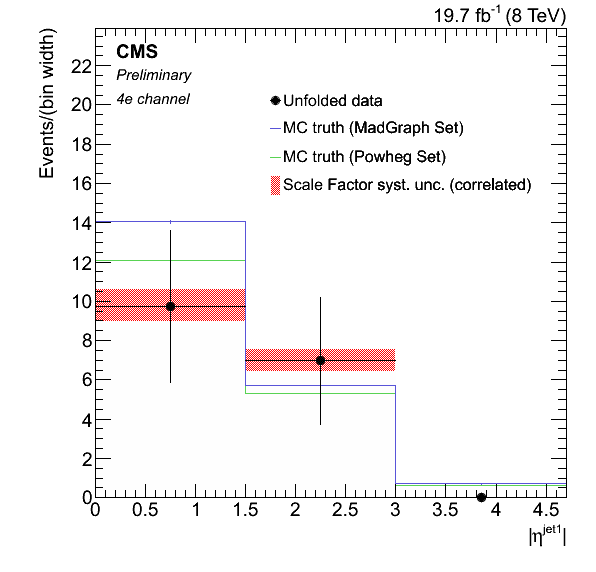 19.7 fb⁻¹ (8 TeV)
Events/(bin width)
CMS
Preliminary
4e channel
Unfolded data
MC truth (MadGraph Set)
MC truth (Powheg Set)
Scale Factor syst. unc. (correlated)
22
20
18
16
14
12
10
8
6
4
2
0
0 0.5 1 1.5 2 2.5 3 3.5 4 4.5
|η^jet1|